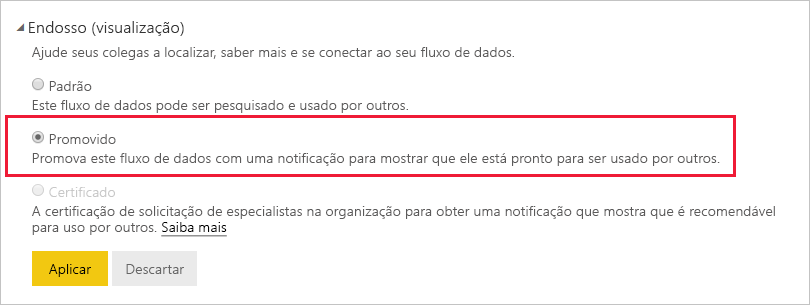 Endosso (visualização)
Ajude seus colegas a localizar, saber mais e se conectar ao seu fluxo de dados.
Padrão
Este fluxo de dados pode ser pesquisado e usado por outros.
Promovido
Promova este fluxo de dados com uma notificação para mostrar que ele está pronto para ser usado por outros.
Certificado
A certificação de solicitação de especialistas na organização para obter uma notificação que mostra que é recomendável
para uso por outros. Saiba mais
Aplicar Descartar